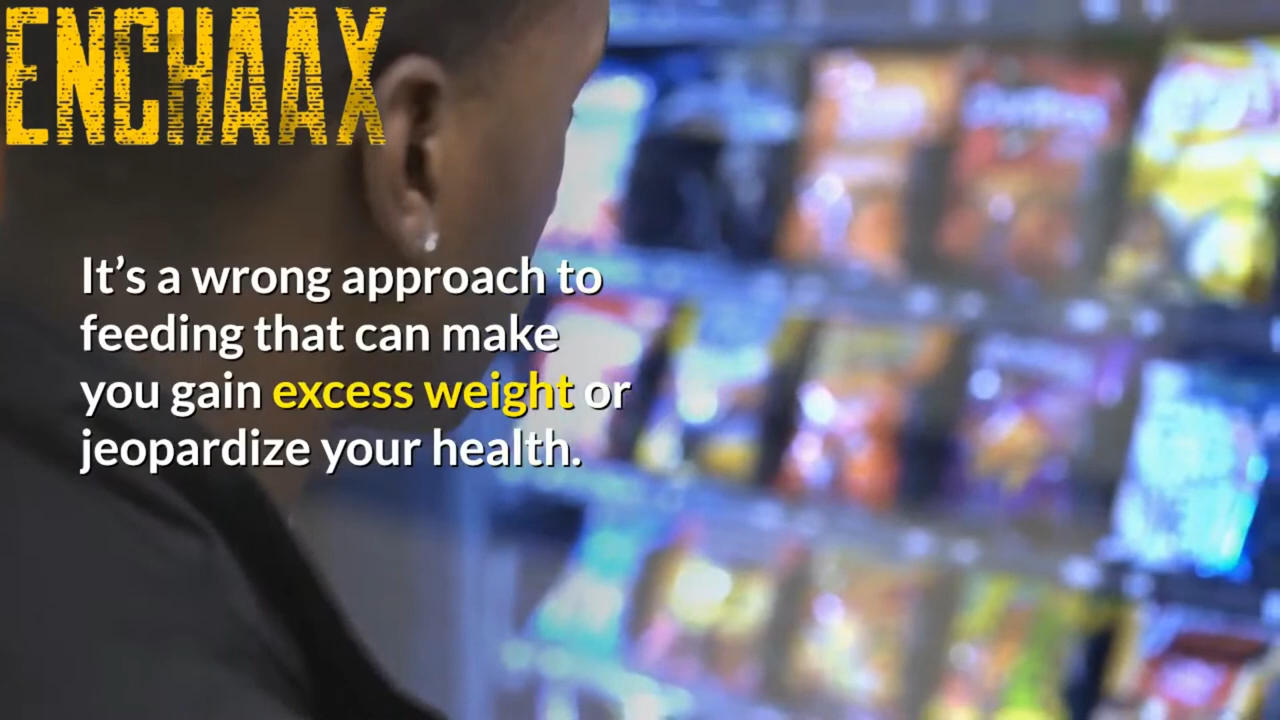 ENCHAAX
It's a wrong approach to
feeding that can make
you gain excess weight or
jeopardize your health.